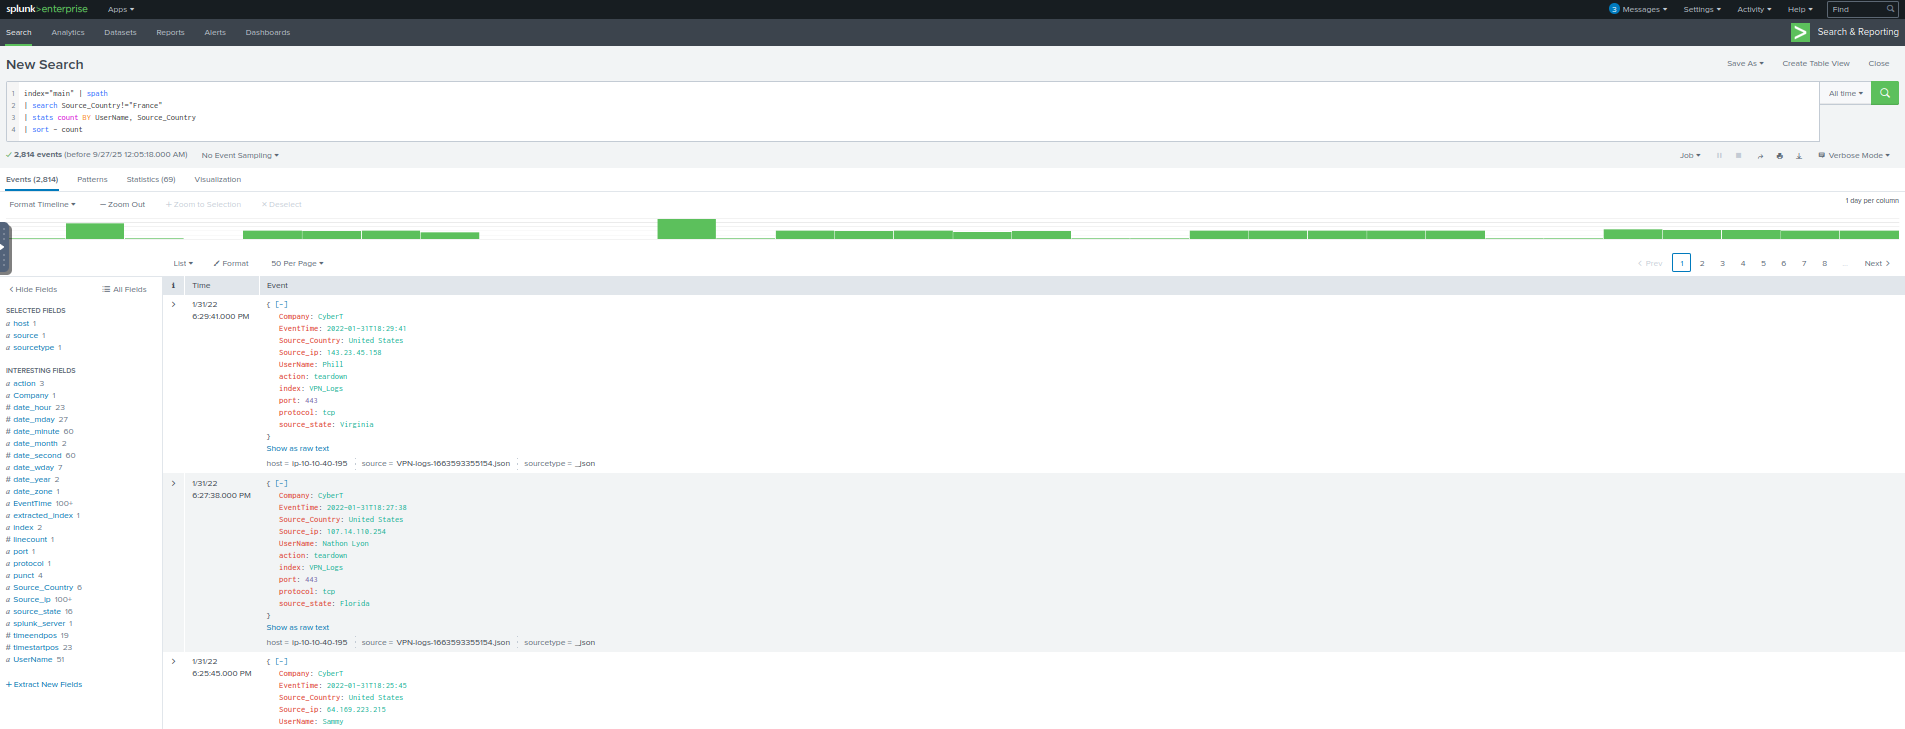 splunk>enterprise Apps
3 Messages Settings Activity Help Find
Search Analytics Datasets Reports Alerts Dashboards
Search & Reporting
New Search
Save As Create Table View Close
1 index="main" | spath
2 | search Source_Country!="France"
3 | stats count BY UserName, Source_Country
4 | sort - count
All time
2,814 events (before 9/27/25 12:05:18.000 AM) No Event Sampling
Job Verbose Mode
Events (2,814) Patterns Statistics (69) Visualization
Format Timeline — Zoom Out + Zoom to Selection × Deselect
1 day per column
List Format 50 Per Page
< Prev 1 2 3 4 5 6 7 8 ... Next >
< Hide Fields All Fields
SELECTED FIELDS
a host 1
a source 1
a sourcetype 1
INTERESTING FIELDS
a action 3
a Company 1
# date_hour 23
# date_mday 27
# date_minute 60
a date_month 2
# date_second 60
a date_wday 7
# date_year 2
a date_zone 1
a EventTime 100+
a extracted_index 1
a index 2
# linecount 1
a port 1
a protocol 1
a punct 4
a Source_Country 6
a Source_ip 100+
a source_state 16
a splunk_server 1
# timeendpos 19
# timestartpos 23
a UserName 51
+ Extract New Fields
i Time Event
1/31/22
6:29:41.000 PM
{ [-]
Company: CyberT
EventTime: 2022-01-31T18:29:41
Source_Country: United States
Source_ip: 143.23.45.158
UserName: Phill
action: teardown
index: VPN_Logs
port: 443
protocol: tcp
source_state: Virginia
}
Show as raw text
host = ip-10-10-40-195 source = VPN-logs-1663593355154.json sourcetype = _json
1/31/22
6:27:38.000 PM
{ [-]
Company: CyberT
EventTime: 2022-01-31T18:27:38
Source_Country: United States
Source_ip: 107.14.110.254
UserName: Nathon Lyon
action: teardown
index: VPN_Logs
port: 443
protocol: tcp
source_state: Florida
}
Show as raw text
host = ip-10-10-40-195 source = VPN-logs-1663593355154.json sourcetype = _json
1/31/22
6:25:45.000 PM
{ [-]
Company: CyberT
EventTime: 2022-01-31T18:25:45
Source_Country: United States
Source_ip: 64.169.223.215
UserName: Sammy